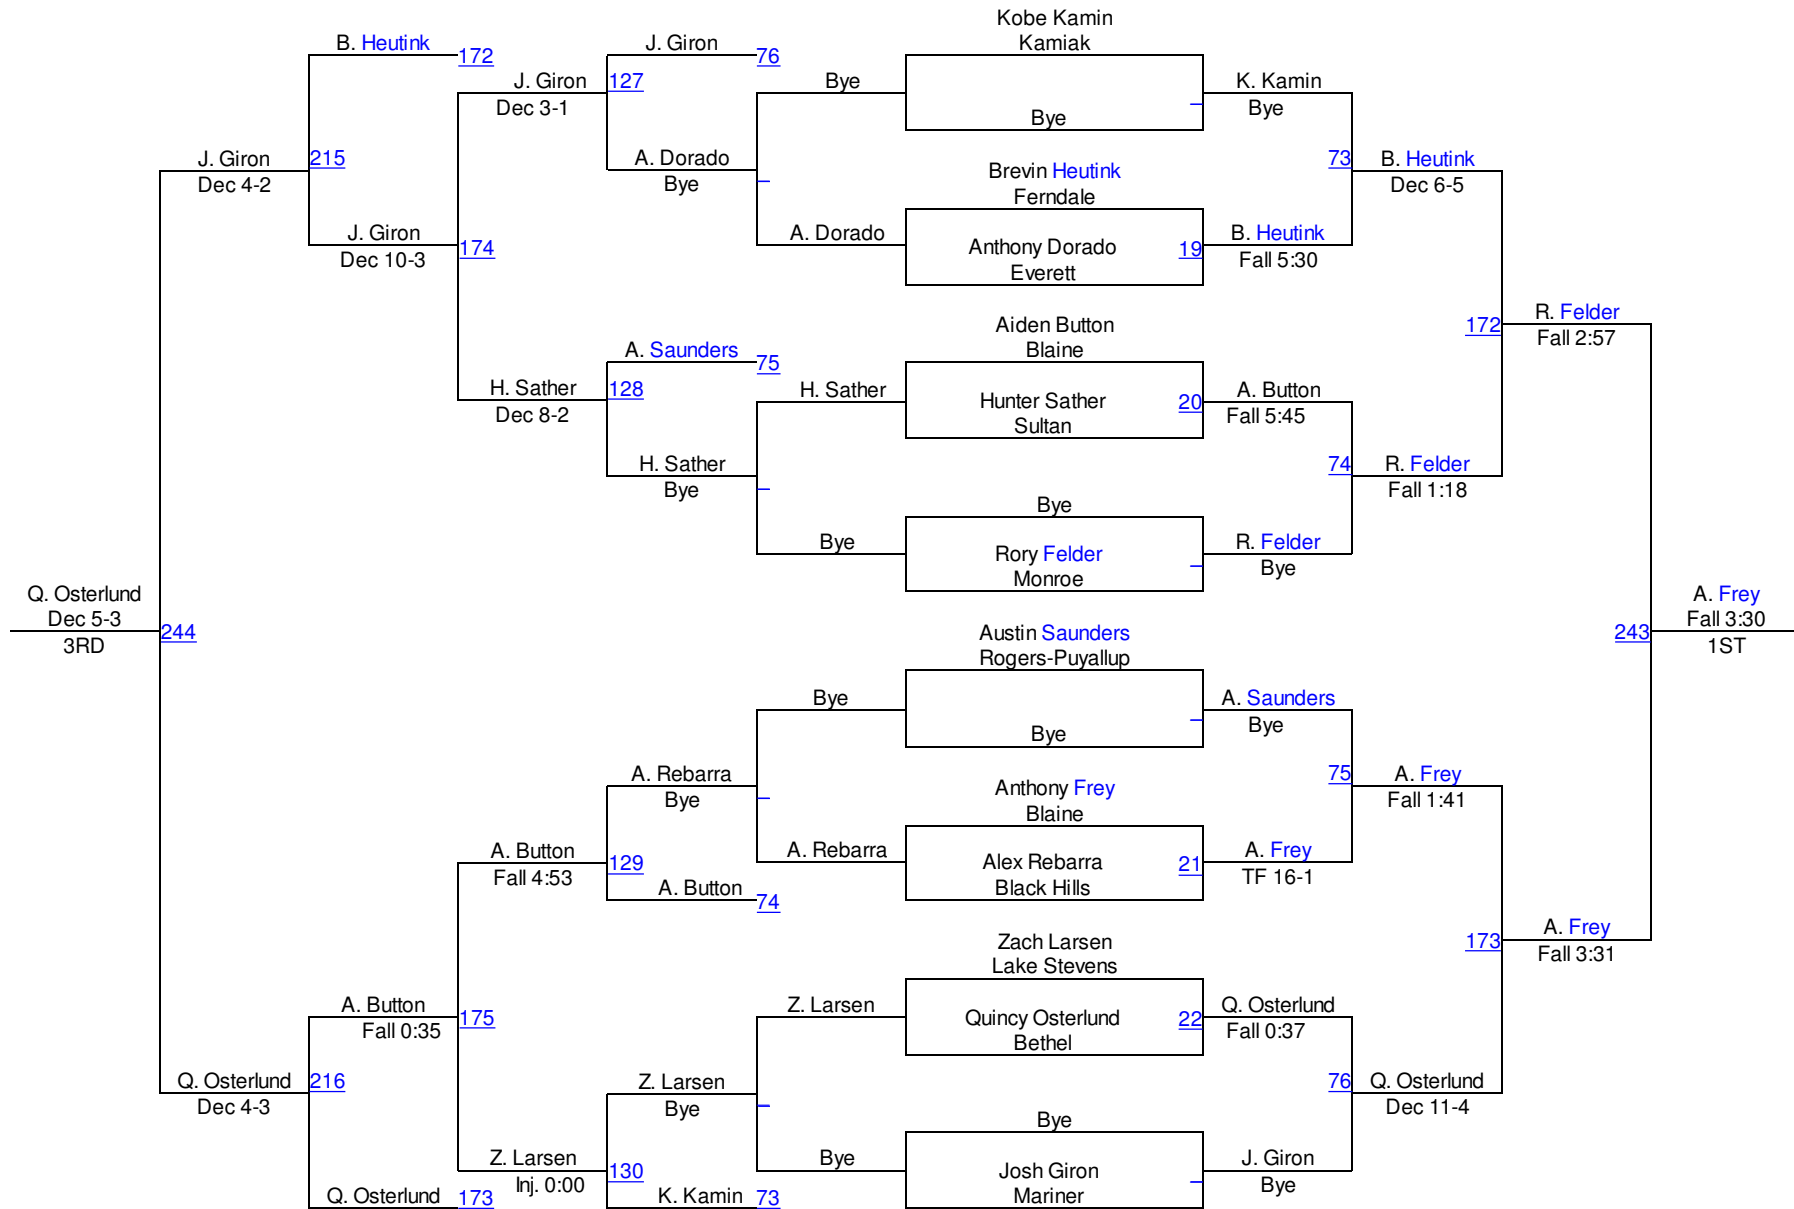 Kobe Kamin
Kamiak
B. Heutink
172
J. Giron
76
J. Giron
127
Bye
K. Kamin
Dec 3-1
Bye
Bye
J. Giron
215
A. Dorado
Brevin Heutink
73
B. Heutink
Dec 4-2
Bye
Ferndale
Dec 6-5
J. Giron
174
A. Dorado
Anthony Dorado
19
B. Heutink
Dec 10-3
Everett
Fall 5:30
Aiden Button
172
R. Felder
A. Saunders
75
Blaine
Fall 2:57
H. Sather
128
H. Sather
Hunter Sather
20
A. Button
Dec 8-2
Sultan
Fall 5:45
H. Sather
74
R. Felder
Bye
Bye
Fall 1:18
Bye
Rory Felder
R. Felder
Monroe
Bye
Q. Osterlund
Dec 5-3
244
3RD
Austin Saunders
Rogers-Puyallup
A. Frey
Fall 3:30
243
1ST
Bye
A. Saunders
Bye
Bye
A. Rebarra
Anthony Frey
75
A. Frey
Bye
Blaine
Fall 1:41
A. Button
129
A. Rebarra
Alex Rebarra
21
A. Frey
Fall 4:53
A. Button
74
Black Hills
TF 16-1
Zach Larsen
173
A. Frey
Lake Stevens
Fall 3:31
A. Button
175
Z. Larsen
Quincy Osterlund
22
Q. Osterlund
Fall 0:35
Bethel
Fall 0:37
Q. Osterlund
216
Z. Larsen
76
Q. Osterlund
Dec 4-3
Bye
Bye
Dec 11-4
Z. Larsen
130
Bye
Josh Giron
J. Giron
Inj. 0:00
Mariner
Bye
Q. Osterlund
173
K. Kamin
73